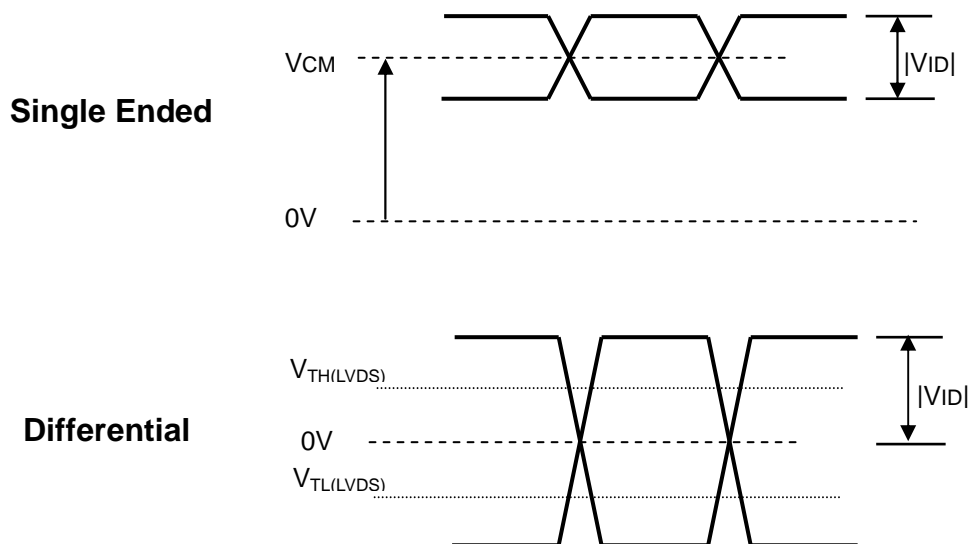 VCM
|VID|
Single Ended
0V
VTH(LVDS)
|VID|
Differential
0V
VTL(LVDS)